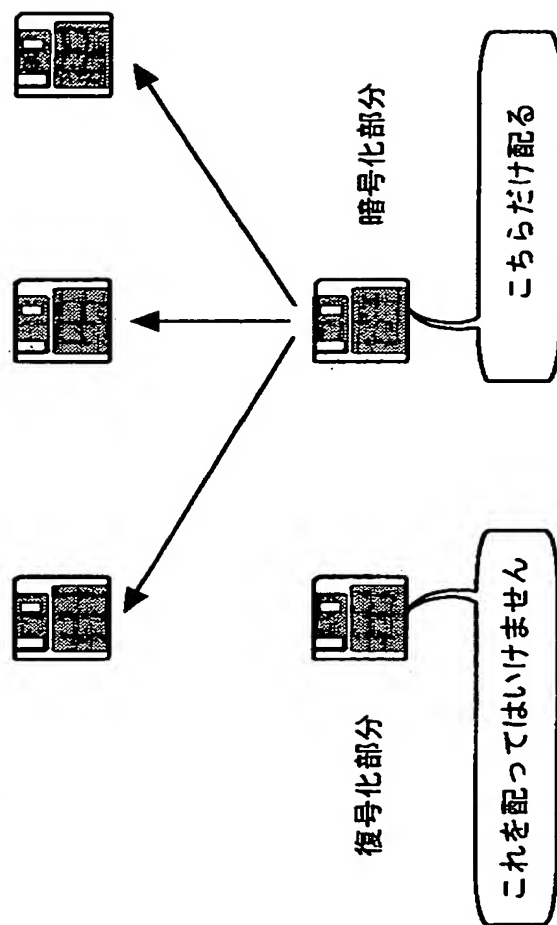 復号化部分
暗号化部分
これを配ってはいけません
こちらだけ配る